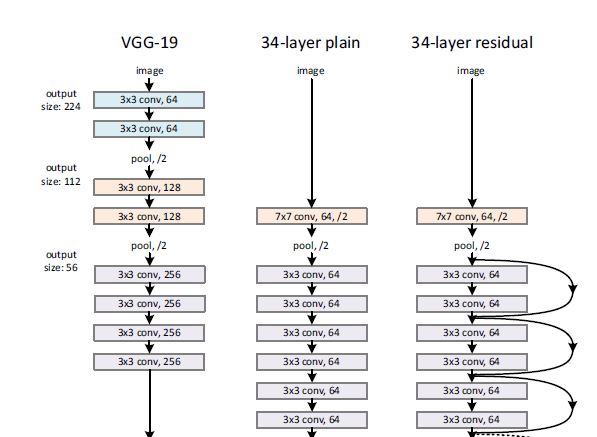 VGG-19
34-layer plain
34-layer residual
image
image
image
output
size: 224
3x3 conv, 64
3x3 conv, 64
pool, /2
output
size: 112
3x3 conv, 128
3x3 conv, 128
7x7 conv, 64, /2
7x7 conv, 64, /2
pool, /2
pool, /2
pool, /2
output
size: 56
3x3 conv, 256
3x3 conv, 64
3x3 conv, 64
3x3 conv, 256
3x3 conv, 64
3x3 conv, 64
3x3 conv, 256
3x3 conv, 64
3x3 conv, 64
3x3 conv, 256
3x3 conv, 64
3x3 conv, 64
3x3 conv, 64
3x3 conv, 64
3x3 conv, 64
3x3 conv, 64